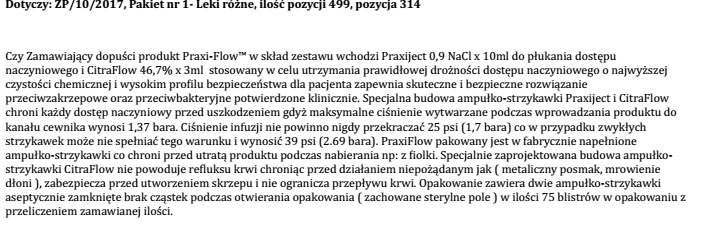 Dotyczy: ZP/10/2017, Pakiet nr 1- Leki różne, ilość pozycji 499, pozycja 314
Czy Zamawiający dopuści produkt Praxi-Flow™ w skład zestawu wchodzi Praxiject 0,9 NaCl x 10ml do płukania dostępu
naczyniowego i CitraFlow 46,7% x 3ml stosowany w celu utrzymania prawidłowej drożności dostępu naczyniowego o najwyższej
czystości chemicznej i wysokim profilu bezpieczeństwa dla pacjenta zapewnia skuteczne i bezpieczne rozwiązanie
przeciwzakrzepowe oraz przeciwbakteryjne potwierdzone klinicznie. Specjalna budowa ampułko-strzykawki Praxiject i CitraFlow
chroni każdy dostęp naczyniowy przed uszkodzeniem gdyż maksymalne ciśnienie wytwarzane podczas wprowadzania produktu do
kanału cewnika wynosi 1,37 bara. Ciśnienie infuzji nie powinno nigdy przekraczać 25 psi (1,7 bara) co w przypadku zwykłych
strzykawek może nie spełniać tego warunku i wynosić 39 psi (2.69 bara). PraxiFlow pakowany jest w fabrycznie napełnione
ampułko-strzykawki co chroni przed utratą produktu podczas nabierania np: z fiolki. Specjalnie zaprojektowana budowa ampułko-
strzykawki CitraFlow nie powoduje refluksu krwi chroniąc przed działaniem niepożądanym jak ( metaliczny posmak, mrowienie
dłoni ), zabezpiecza przed utworzeniem skrzepu i nie ogranicza przepływu krwi. Opakowanie zawiera dwie ampułko-strzykawki
aseptycznie zamknięte brak cząstek podczas otwierania opakowania ( zachowane sterylne pole ) w ilości 75 blistrów w opakowaniu z
przeliczeniem zamawianej ilości.